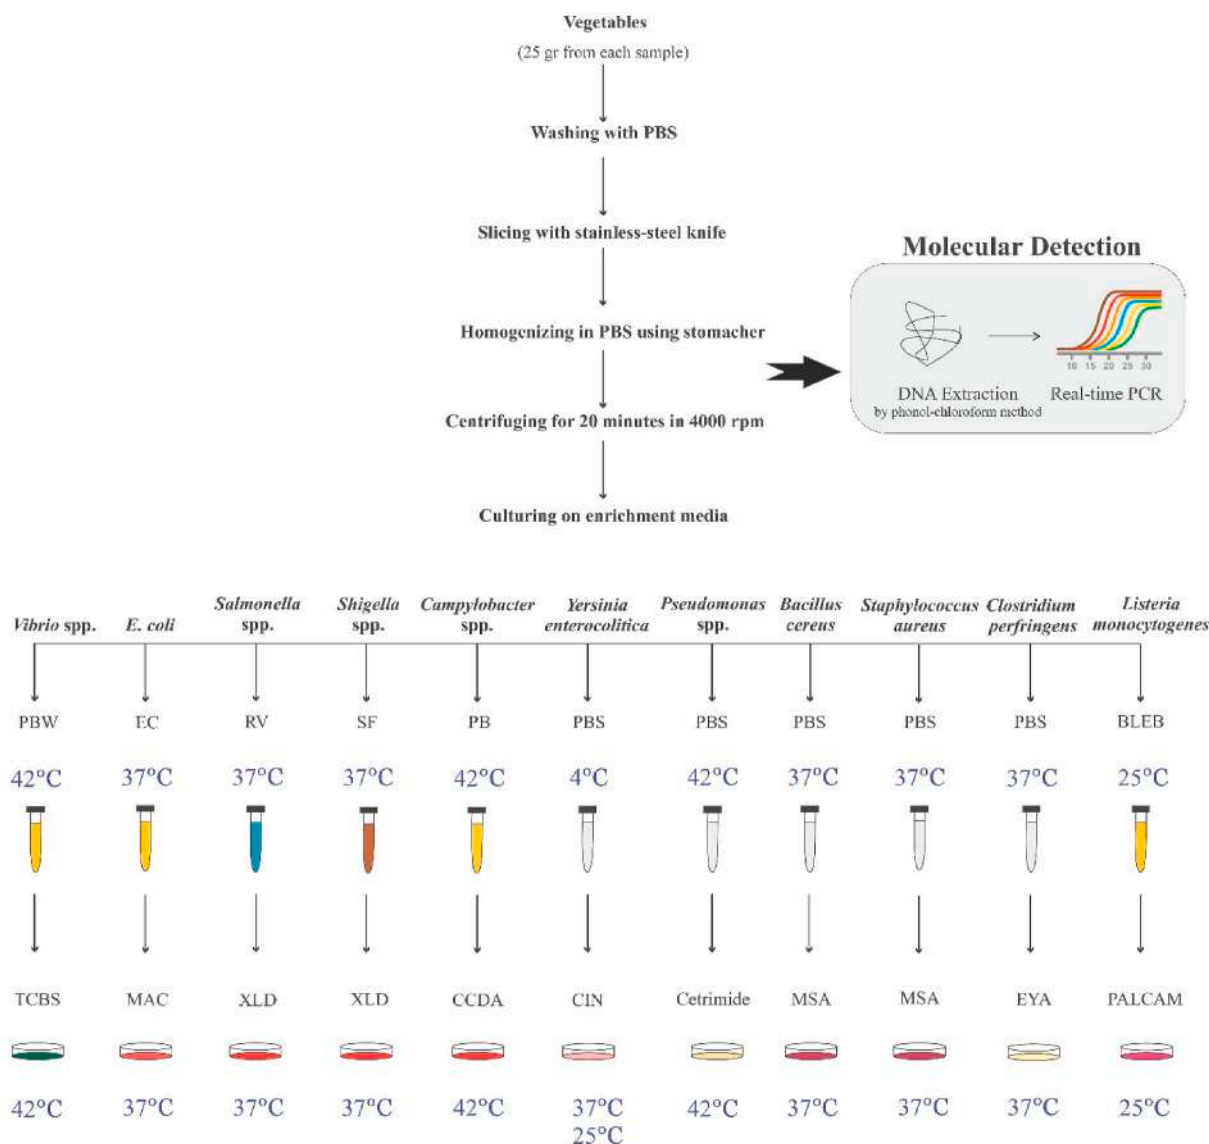 Vegetables
(25 gr from each sample)
Washing with PBS
Slicing with stainless-steel knife
Homogenizing in PBS using stomacher
Centrifuging for 20 minutes in 4000 rpm
Culturing on enrichment media
Molecular Detection
10 15 20 25 30
DNA Extraction Real-time PCR
by phonol-chloroform method
Vibrio spp. E. coli Salmonella spp. Shigella spp. Campylobacter spp. Yersinia enterocolitica Pseudomonas spp. Bacillus cereus Staphylococcus aureus Clostridium perfringens Listeria monocytogenes
PBW EC RV SF PB PBS PBS PBS PBS PBS BLEB
42°C 37°C 37°C 37°C 42°C 4°C 42°C 37°C 37°C 37°C 25°C
TCBS MAC XLD XLD CCDA CIN Cetrimide MSA MSA EYA PALCAM
42°C 37°C 37°C 37°C 42°C 37°C 42°C 37°C 37°C 37°C 25°C
25°C